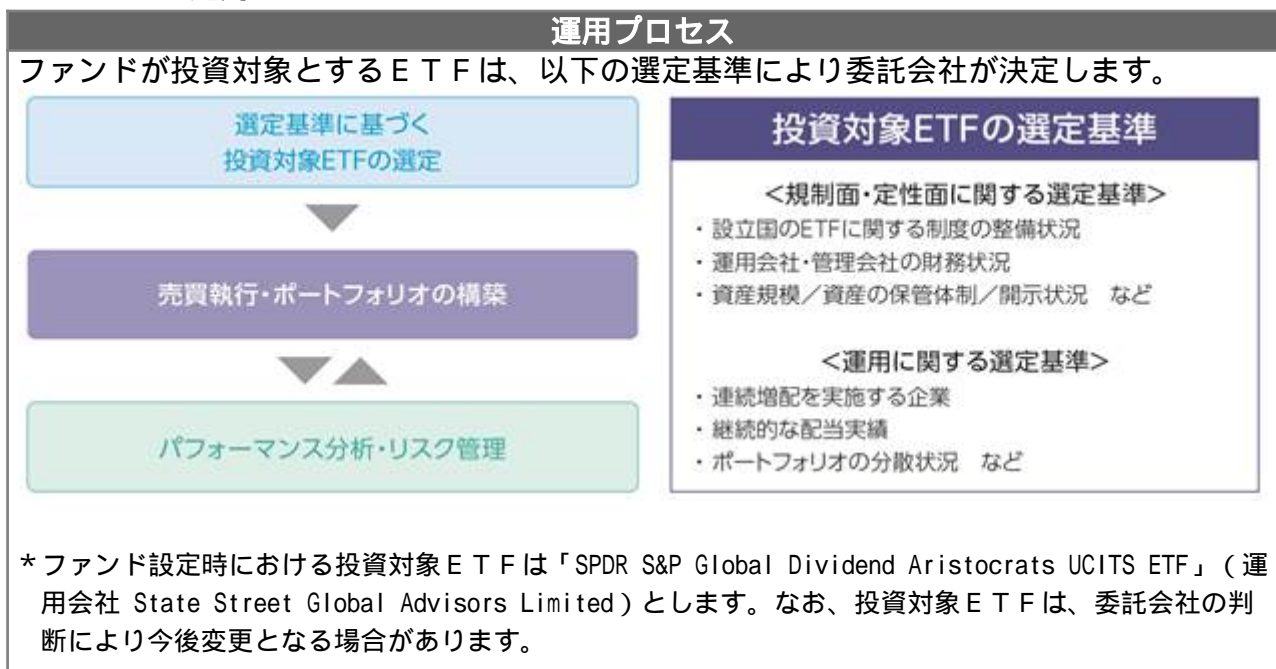 運用プロセス
ファンドが投資対象とするＥＴＦは、以下の選定基準により委託会社が決定します。
選定基準に基づく
投資対象ETFの選定
売買執行・ポートフォリオの構築
パフォーマンス分析・リスク管理
投資対象ETFの選定基準
＜規制面・定性面に関する選定基準＞
・設立国のETFに関する制度の整備状況
・運用会社・管理会社の財務状況
・資産規模／資産の保管体制／開示状況　など
＜運用に関する選定基準＞
・連続増配を実施する企業
・継続的な配当実績
・ポートフォリオの分散状況　など
＊ファンド設定時における投資対象ＥＴＦは「SPDR S&P Global Dividend Aristocrats UCITS ETF」（運
用会社 State Street Global Advisors Limited）とします。なお、投資対象ＥＴＦは、委託会社の判
断により今後変更となる場合があります。